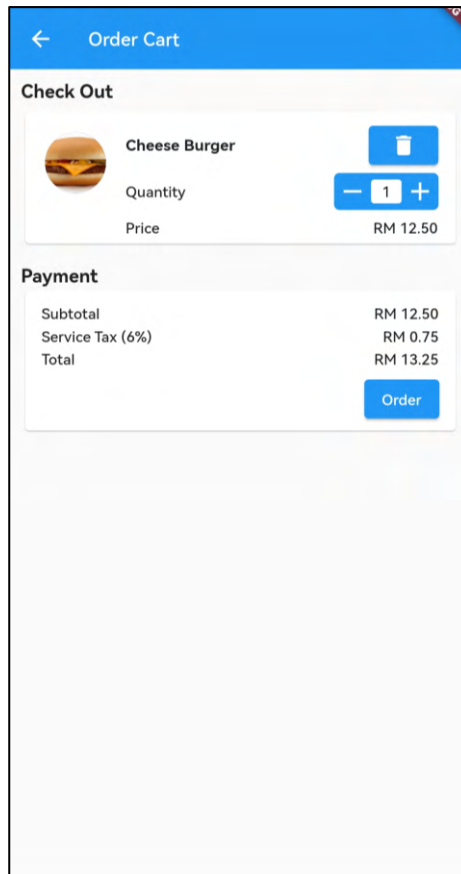 Order Cart
Check Out
Cheese Burger
Quantity
1
Price
RM 12.50
Payment
Subtotal
RM 12.50
Service Tax (6%)
RM 0.75
Total
RM 13.25
Order